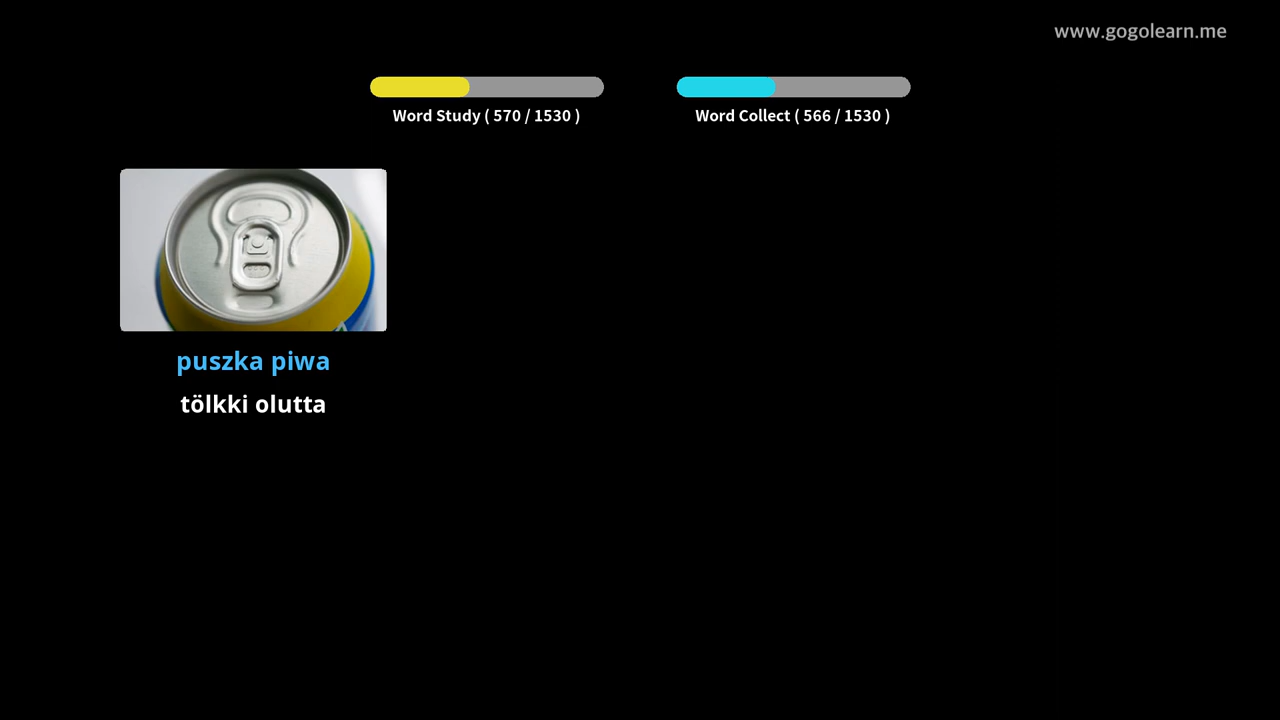 www.gogolearn.me
Word Study ( 570 / 1530 )
Word Collect ( 566 / 1530 )
puszka piwa
tölkki olutta